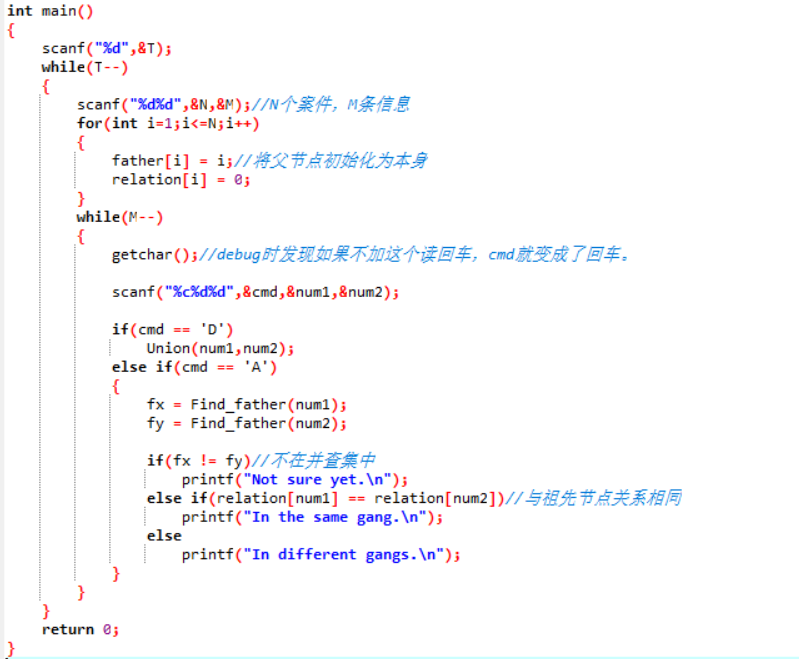 int main()
{
    scanf("%d",&T);
    while(T--)
    {
        scanf("%d%d",&N,&M);//N个案件，M条信息
        for(int i=1;i<=N;i++)
        {
            father[i] = i;//将父节点初始化为本身
            relation[i] = 0;
        }
        while(M--)
        {
            getchar();//debug时发现如果不加这个读回车，cmd就变成了回车。

            scanf("%c%d%d",&cmd,&num1,&num2);

            if(cmd == 'D')
                Union(num1,num2);
            else if(cmd == 'A')
            {
                fx = Find_father(num1);
                fy = Find_father(num2);

                if(fx != fy)//不在并查集中
                    printf("Not sure yet.\n");
                else if(relation[num1] == relation[num2])//与祖先节点关系相同
                    printf("In the same gang.\n");
                else
                    printf("In different gangs.\n");
            }
        }
    }
    return 0;
}